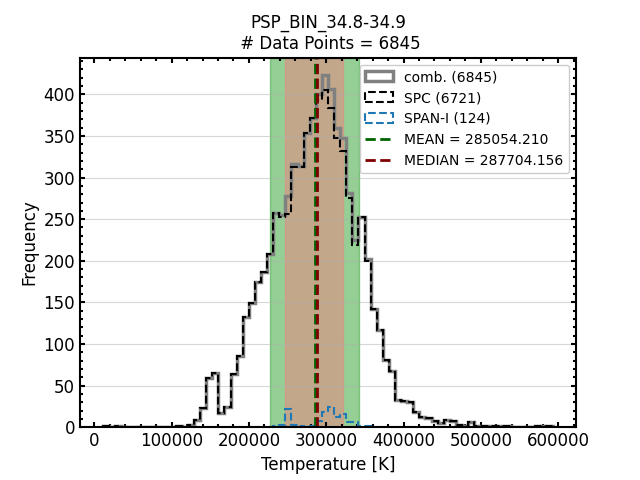 PSP_BIN_34.8-34.9
# Data Points = 6845
comb. (6845)
SPC (6721)
SPAN-I (124)
MEAN = 285054.210
MEDIAN = 287704.156
Frequency
400
350
300
250
200
150
100
50
0
0 100000 200000 300000 400000 500000 600000
Temperature [K]